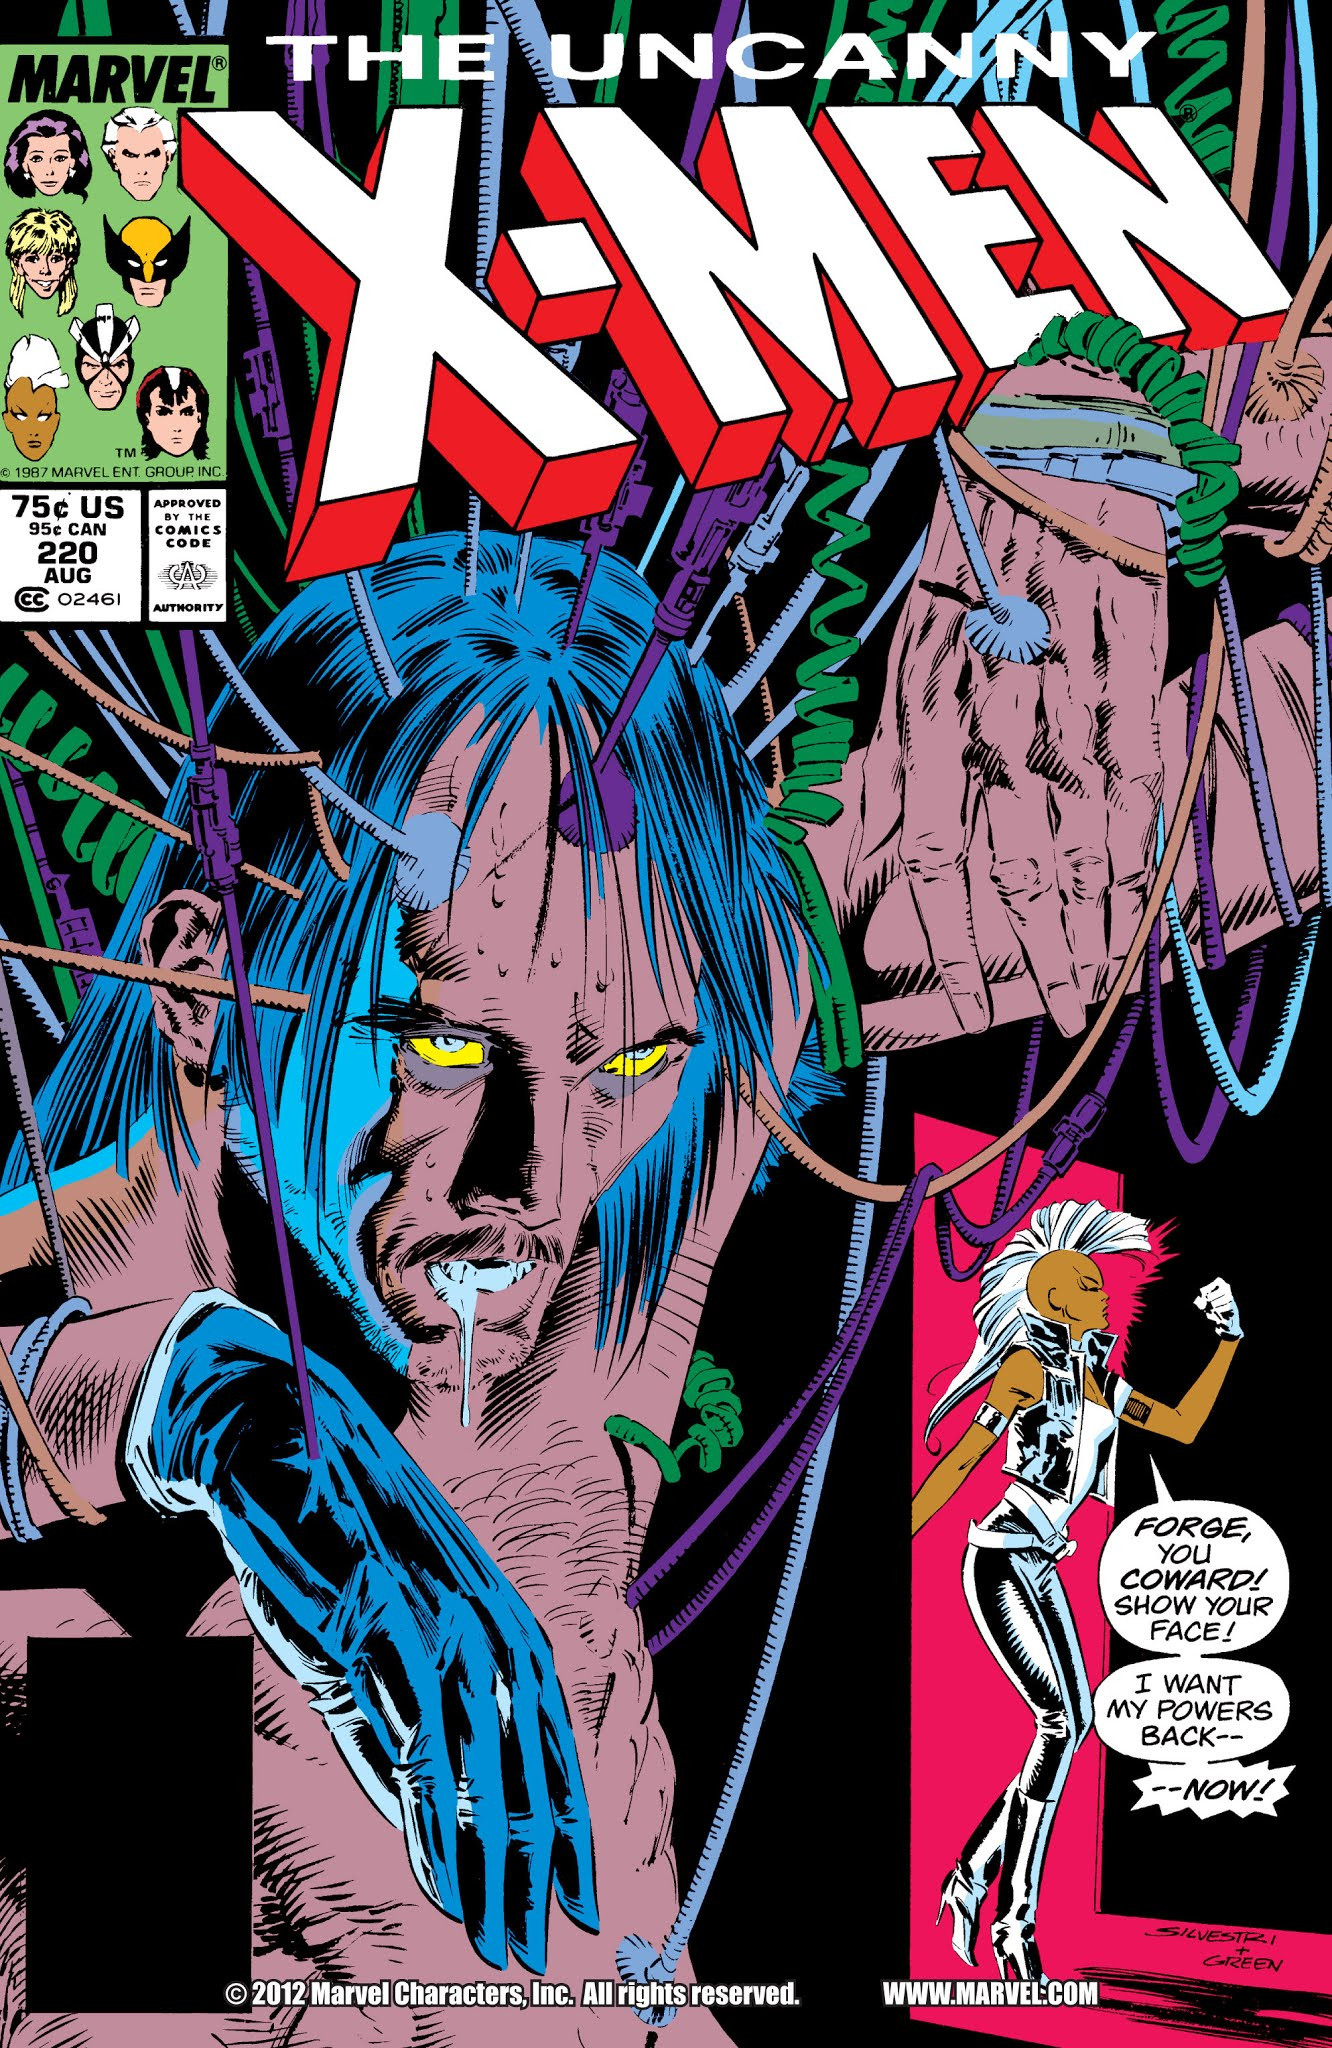 THE UNCANNY
X-MEN®
MARVEL®
TM
© 1987 MARVEL ENT. GROUP, INC.
75¢ US
95¢ CAN
220
AUG
CC 02461
APPROVED
BY THE
COMICS
CODE
CA
AUTHORITY
FORGE,
YOU
COWARD!
SHOW YOUR
FACE!
I WANT
MY POWERS
BACK--
--NOW!
SILVESTRI
+
GREEN
© 2012 Marvel Characters, Inc. All rights reserved.
WWW.MARVEL.COM